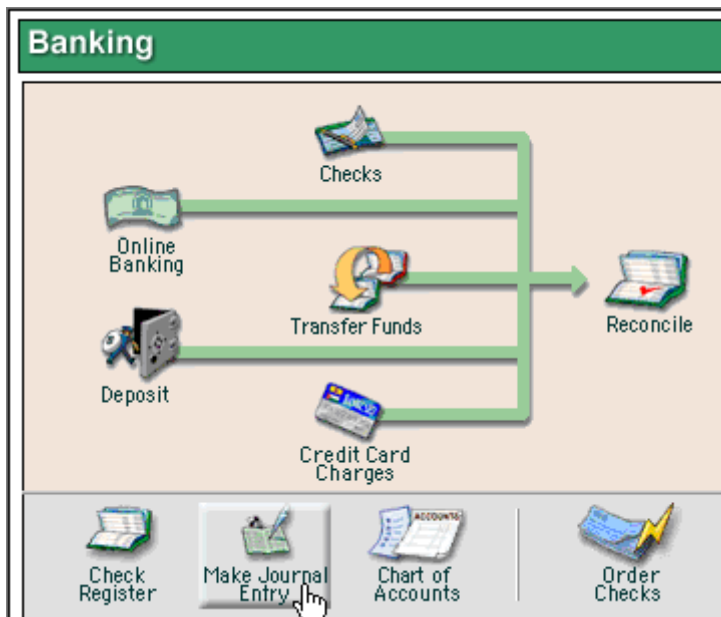 Banking
Checks
Online
Banking
Transfer Funds
Reconcile
Deposit
Credit Card
Charges
ACCOUNTS
Check
Register
Make Journal
Entry
Chart of
Accounts
Order
Checks